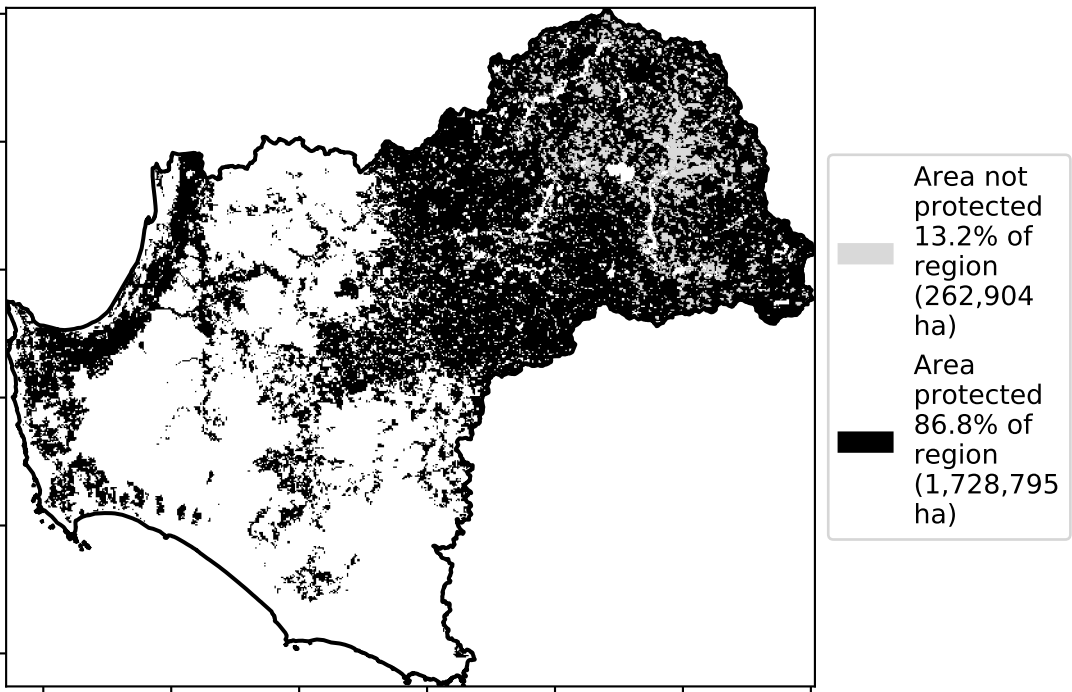 Area not
protected
13.2% of
region
(262,904
ha)
Area
protected
86.8% of
region
(1,728,795
ha)